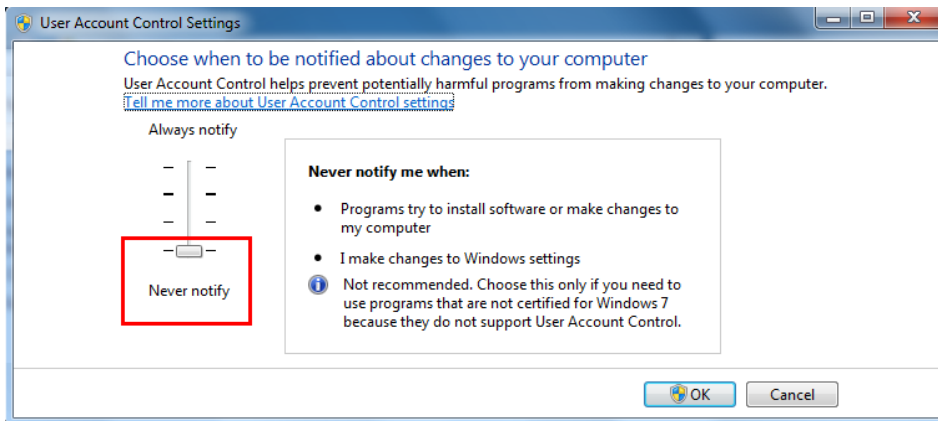 User Account Control Settings
Choose when to be notified about changes to your computer
User Account Control helps prevent potentially harmful programs from making changes to your computer.
Tell me more about User Account Control settings
Always notify
Never notify me when:
Programs try to install software or make changes to
my computer
I make changes to Windows settings
Not recommended. Choose this only if you need to
use programs that are not certified for Windows 7
because they do not support User Account Control.
Never notify
OK
Cancel